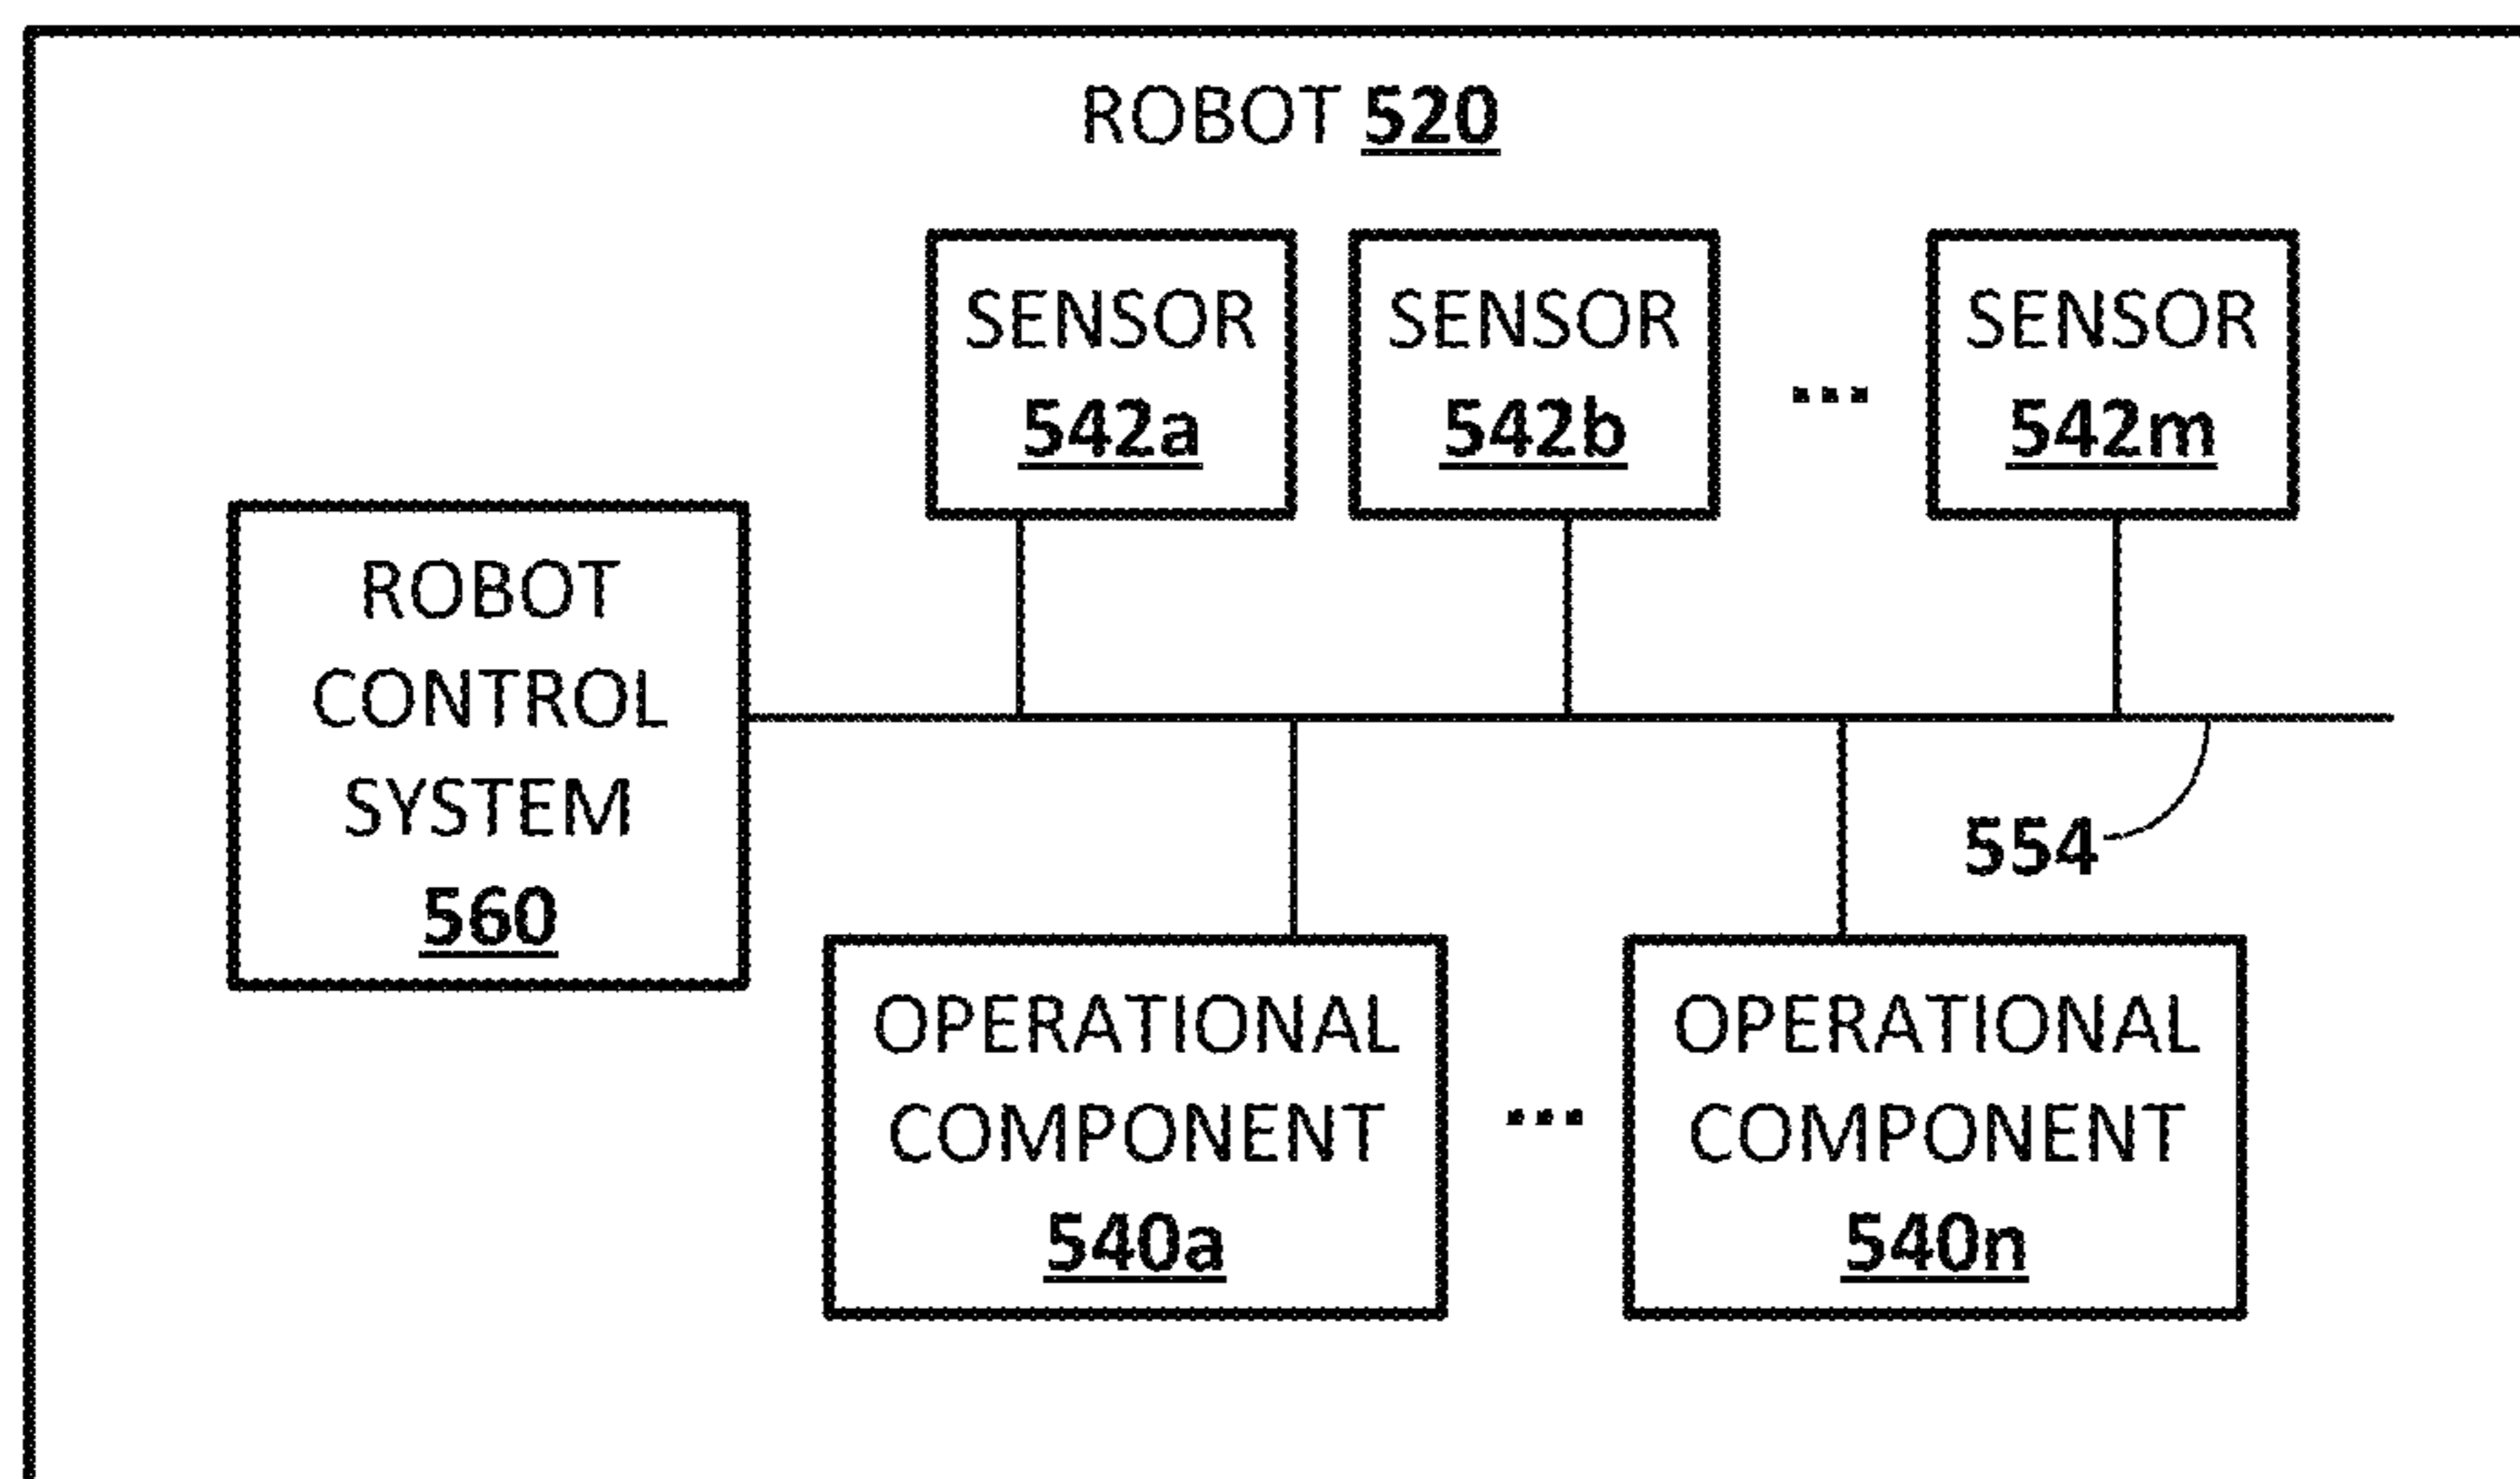 ROBOT 520
SENSOR
542a
SENSOR
542b
...
SENSOR
542m
ROBOT
CONTROL
SYSTEM
560
554
OPERATIONAL
COMPONENT
540a
...
OPERATIONAL
COMPONENT
540n